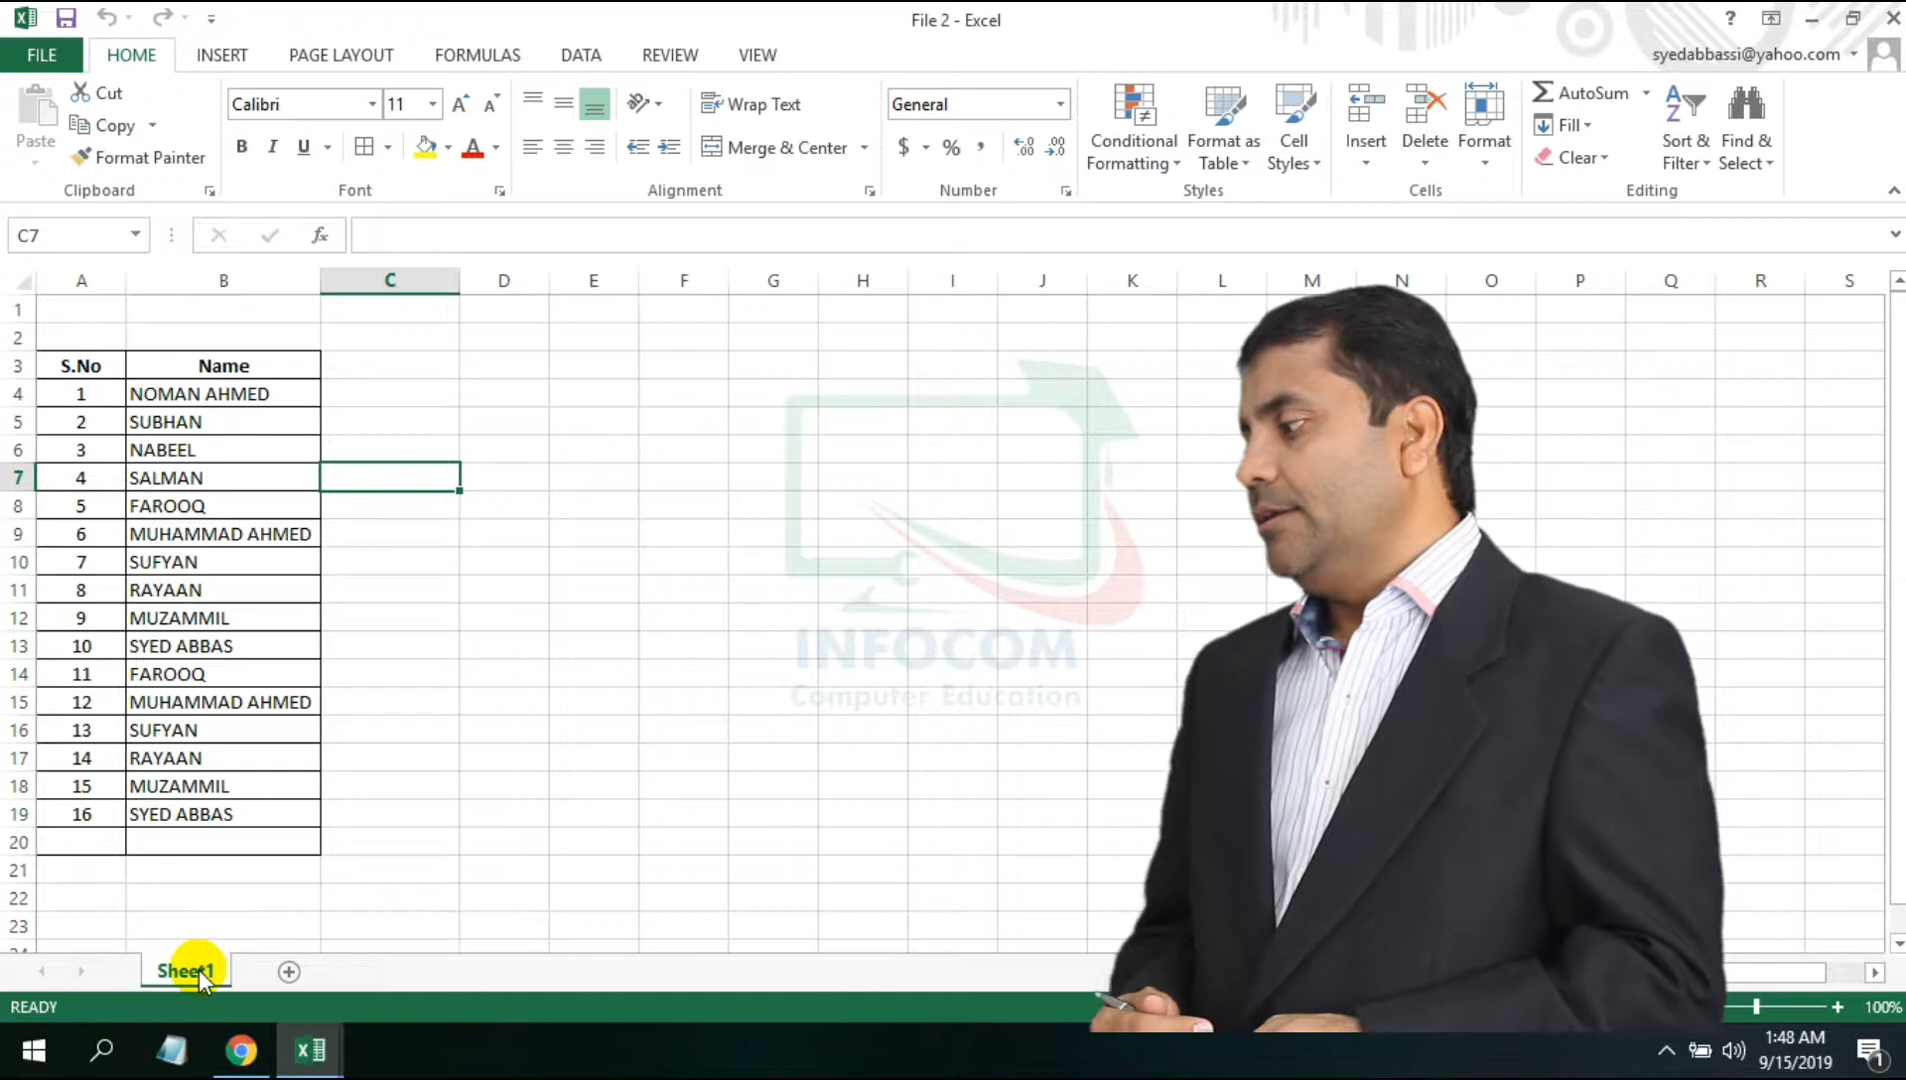 File 2 - Excel
FILE HOME INSERT PAGE LAYOUT FORMULAS DATA REVIEW VIEW syedabbassi@yahoo.com
Paste
Cut
Copy
Format Painter
Clipboard
Calibri 11
B I U A
Font
Wrap Text
Merge & Center
Alignment
General
$ % ,
Number
Conditional Formatting
Format as Table
Cell Styles
Styles
Insert
Delete
Format
Cells
AutoSum
Fill
Clear
Sort & Filter
Find & Select
Editing
C7 fx
A B C D E F G H I J K L M N O P Q R S
1
2
3 S.No Name
4 1 NOMAN AHMED
5 2 SUBHAN
6 3 NABEEL
7 4 SALMAN
8 5 FAROOQ
9 6 MUHAMMAD AHMED
10 7 SUFYAN
11 8 RAYAAN
12 9 MUZAMMIL
13 10 SYED ABBAS
14 11 FAROOQ
15 12 MUHAMMAD AHMED
16 13 SUFYAN
17 14 RAYAAN
18 15 MUZAMMIL
19 16 SYED ABBAS
20
21
22
23
INFOCOM
Computer Education
Sheet1
READY 100%
1:48 AM
9/15/2019
1